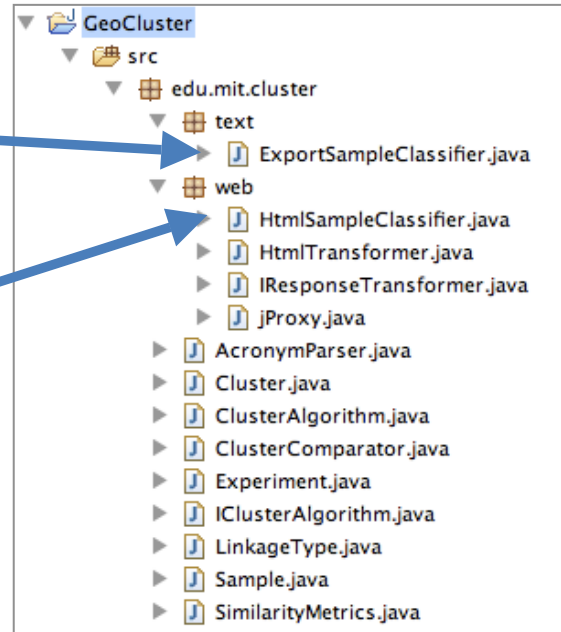 GeoCluster
src
edu.mit.cluster
text
ExportSampleClassifier.java
web
HtmlSampleClassifier.java
HtmlTransformer.java
IResponseTransformer.java
jProxy.java
AcronymParser.java
Cluster.java
ClusterAlgorithm.java
ClusterComparator.java
Experiment.java
IClusterAlgorithm.java
LinkageType.java
Sample.java
SimilarityMetrics.java